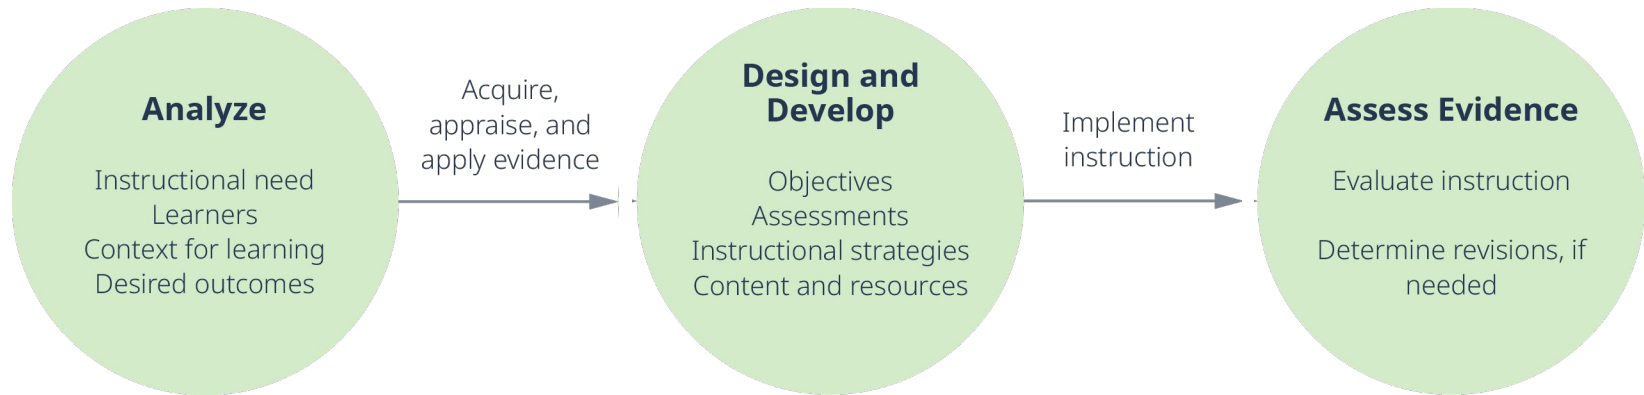 Analyze
Instructional need
Learners
Context for learning
Desired outcomes
Acquire,
appraise, and
apply evidence
Design and
Develop
Objectives
Assessments
Instructional strategies
Content and resources
Implement
instruction
Assess Evidence
Evaluate instruction
Determine revisions, if
needed